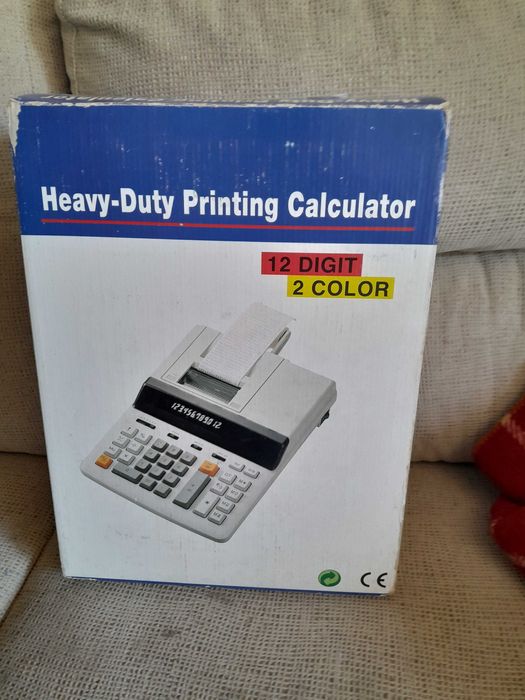 Heavy-Duty Printing Calculator
12 DIGIT
2 COLOR
123456789012
CE